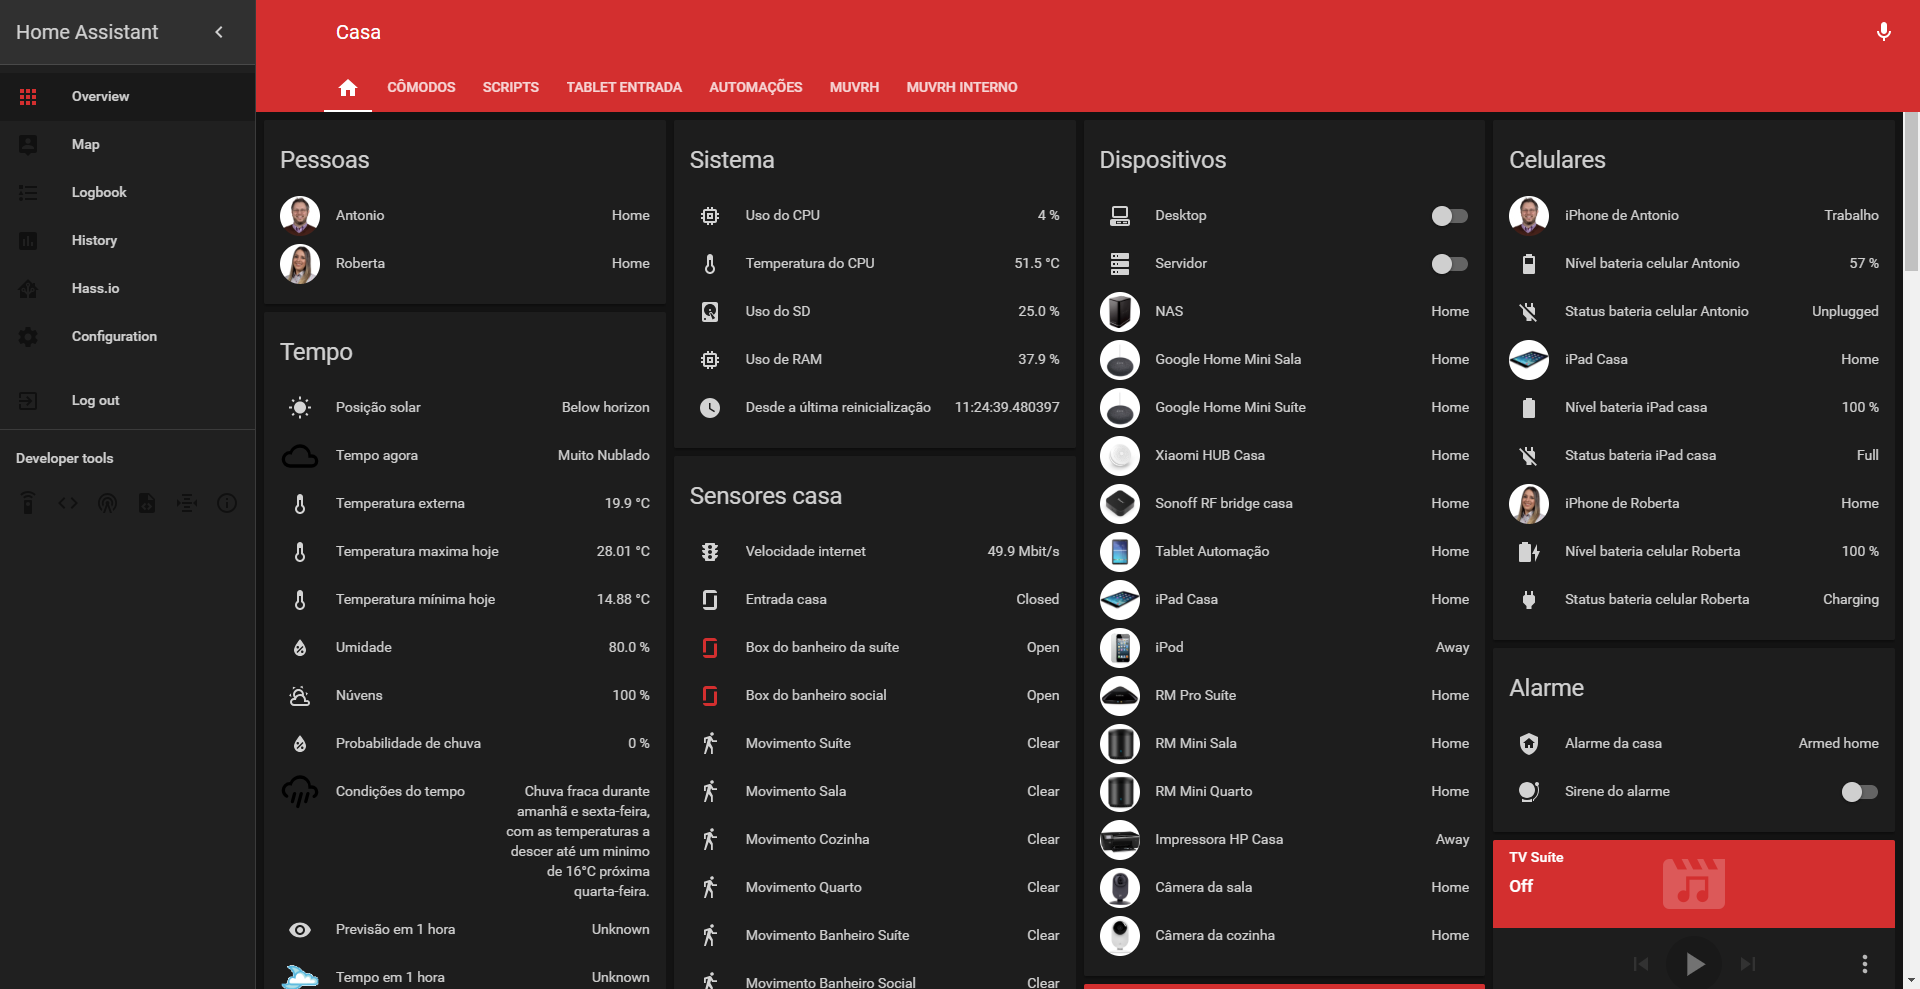 Home Assistant
Overview
Map
Logbook
History
Hass.io
Configuration
Log out
Developer tools
Casa
CÔMODOS SCRIPTS TABLET ENTRADA AUTOMAÇÕES MUVRH MUVRH INTERNO
Pessoas
Antonio Home
Roberta Home
Tempo
Posição solar Below horizon
Tempo agora Muito Nublado
Temperatura externa 19.9 °C
Temperatura maxima hoje 28.01 °C
Temperatura mínima hoje 14.88 °C
Umidade 80.0 %
Núvens 100 %
Probabilidade de chuva 0 %
Condições do tempo Chuva fraca durante
amanhã e sexta-feira,
com as temperaturas a
descer até um minimo
de 16°C próxima
quarta-feira.
Previsão em 1 hora Unknown
Tempo em 1 hora Unknown
Sistema
Uso do CPU 4 %
Temperatura do CPU 51.5 °C
Uso do SD 25.0 %
Uso de RAM 37.9 %
Desde a última reinicialização 11:24:39.480397
Sensores casa
Velocidade internet 49.9 Mbit/s
Entrada casa Closed
Box do banheiro da suíte Open
Box do banheiro social Open
Movimento Suíte Clear
Movimento Sala Clear
Movimento Cozinha Clear
Movimento Quarto Clear
Movimento Banheiro Suíte Clear
Movimento Banheiro Social Clear
Dispositivos
Desktop
Servidor
NAS Home
Google Home Mini Sala Home
Google Home Mini Suíte Home
Xiaomi HUB Casa Home
Sonoff RF bridge casa Home
Tablet Automação Home
iPad Casa Home
iPod Away
RM Pro Suíte Home
RM Mini Sala Home
RM Mini Quarto Home
Impressora HP Casa Away
Câmera da sala Home
Câmera da cozinha Home
Celulares
iPhone de Antonio Trabalho
Nível bateria celular Antonio 57 %
Status bateria celular Antonio Unplugged
iPad Casa Home
Nível bateria iPad casa 100 %
Status bateria iPad casa Full
iPhone de Roberta Home
Nível bateria celular Roberta 100 %
Status bateria celular Roberta Charging
Alarme
Alarme da casa Armed home
Sirene do alarme
TV Suíte
Off